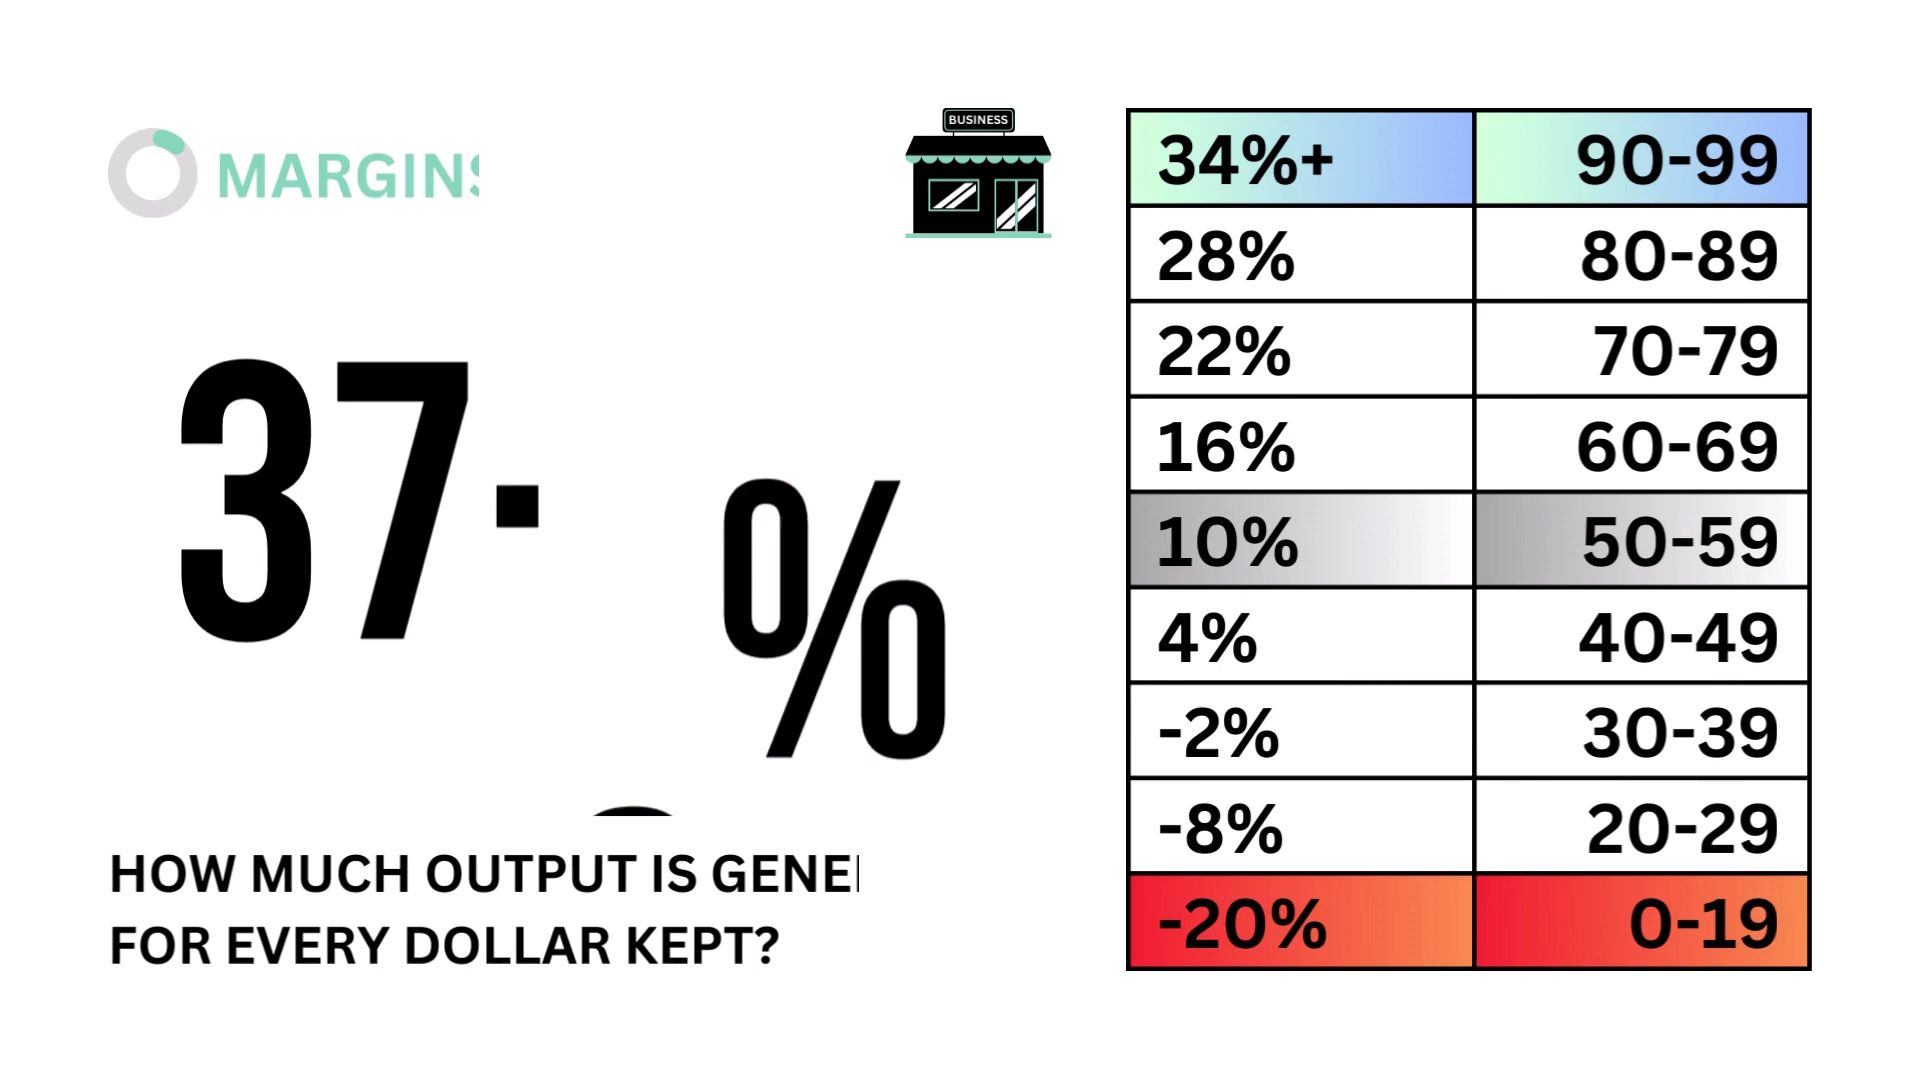 BUSINESS
MARGINS
37.
%
HOW MUCH OUTPUT IS GENE
FOR EVERY DOLLAR KEPT?
34%+ 90-99
28% 80-89
22% 70-79
16% 60-69
10% 50-59
4% 40-49
-2% 30-39
-8% 20-29
-20% 0-19